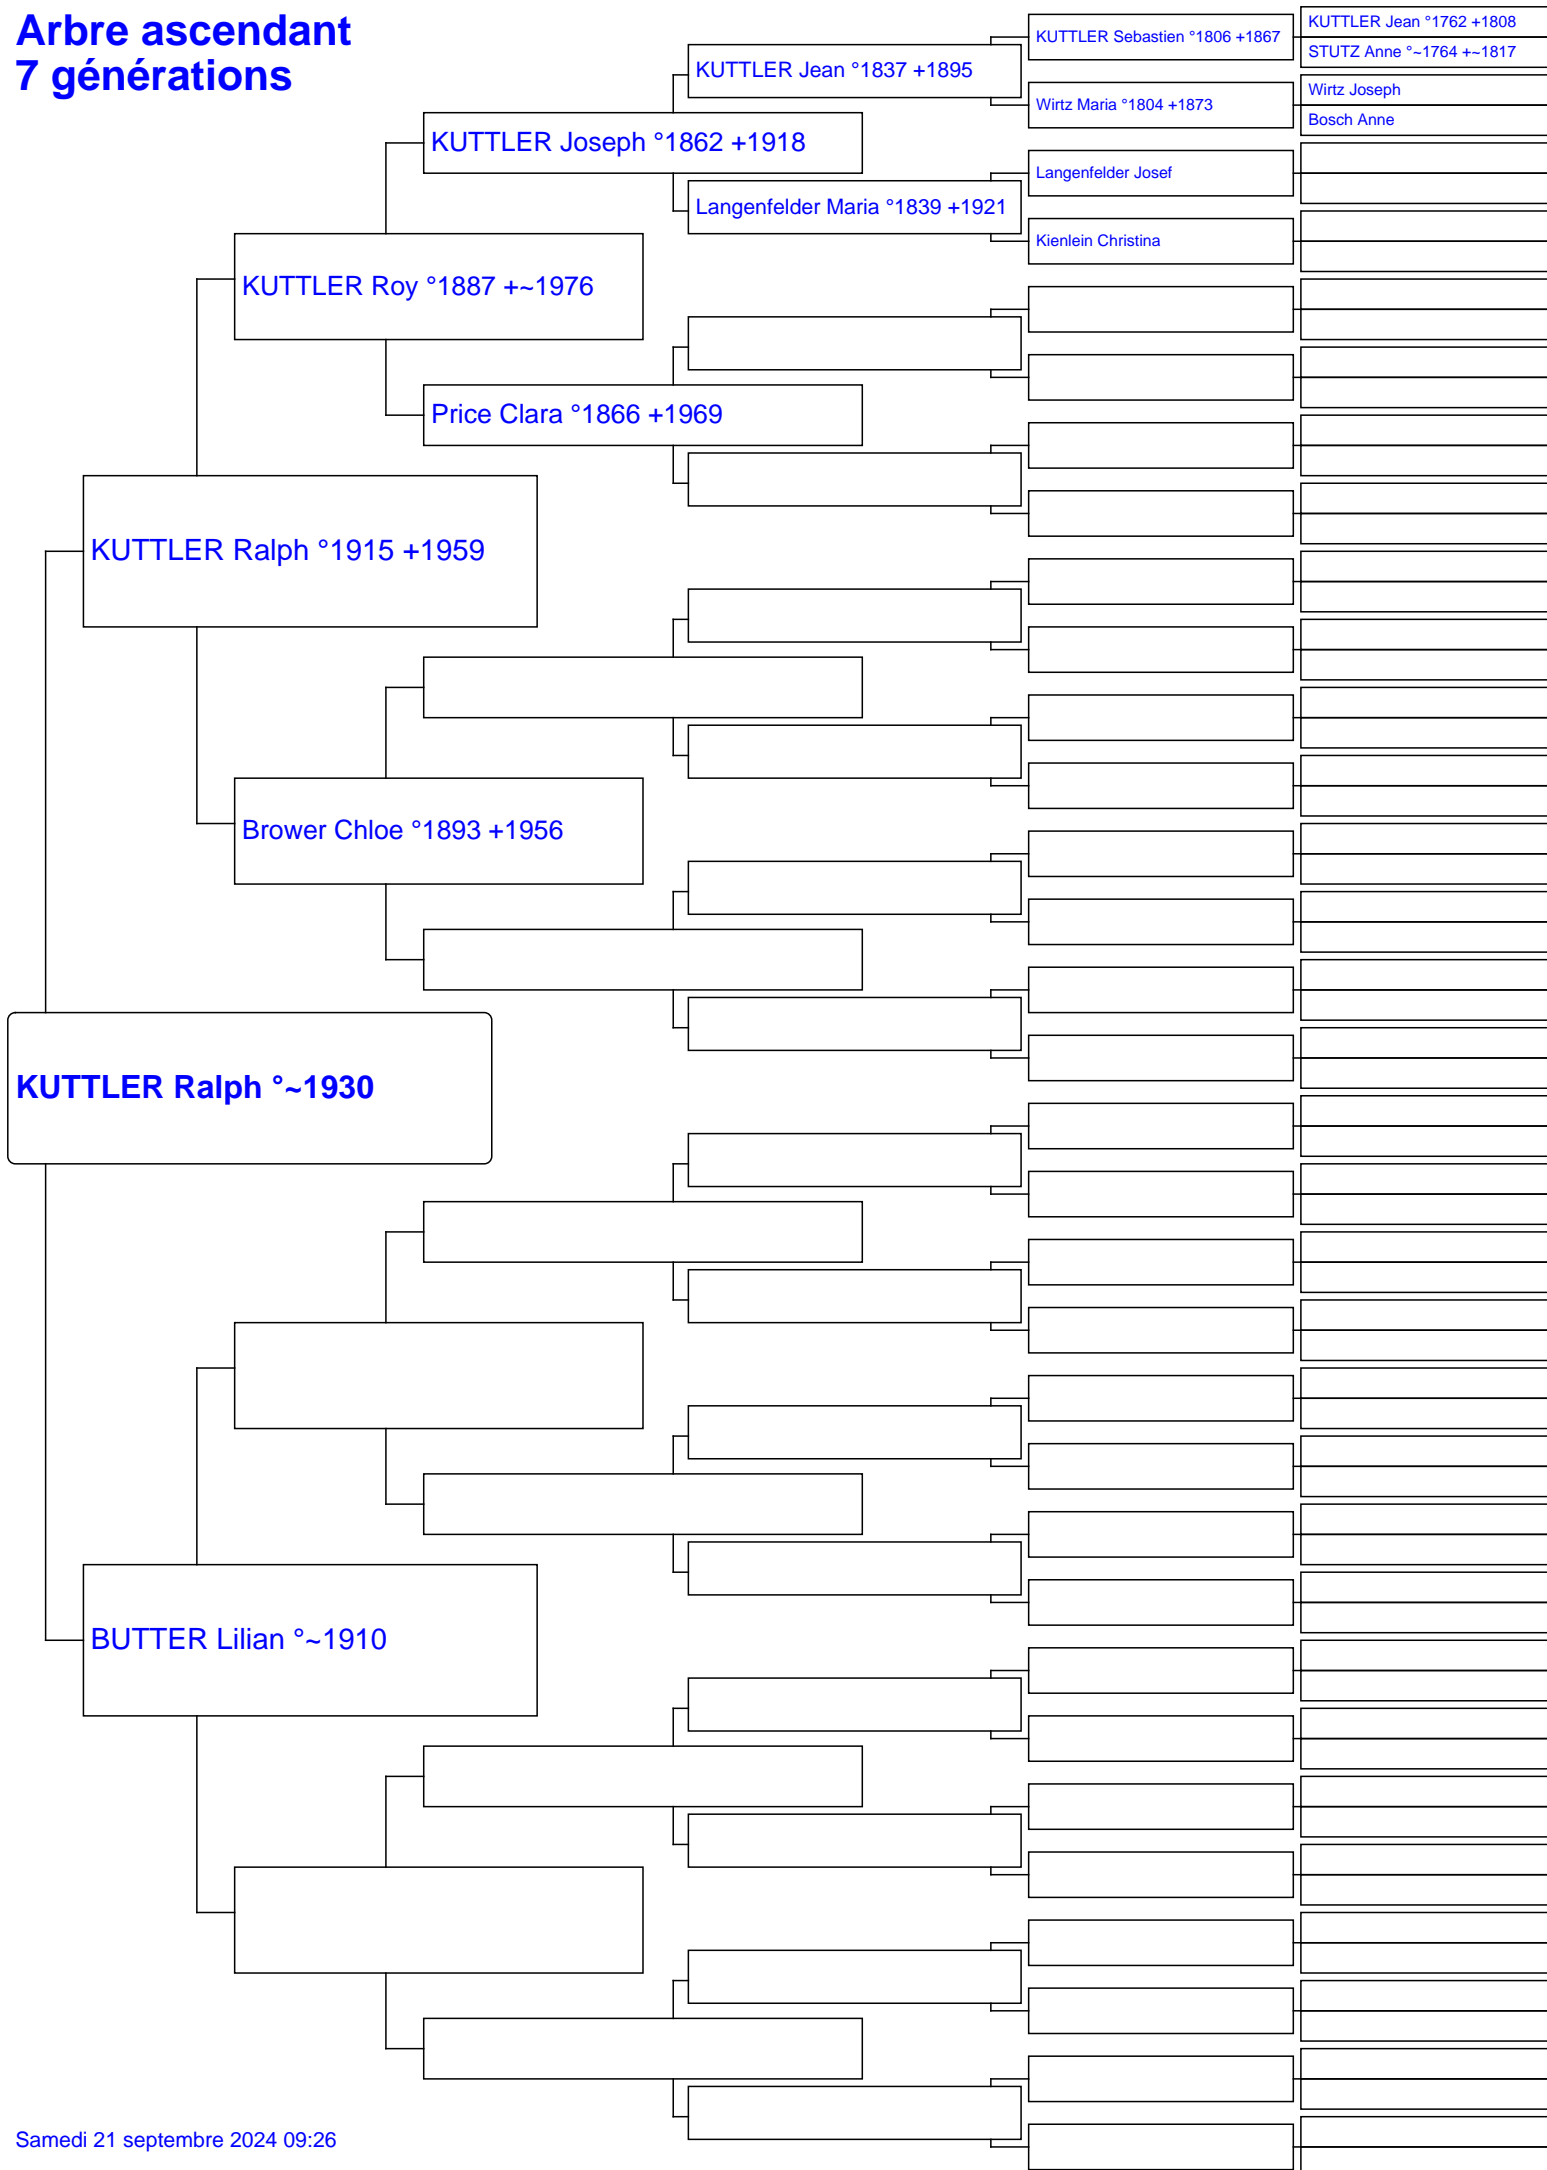 Arbre ascendant
7 générations
KUTTLER Sebastien °1806 +1867
KUTTLER Jean °1762 +1808
STUTZ Anne °~1764 +~1817
KUTTLER Jean °1837 +1895
Wirtz Maria °1804 +1873
Wirtz Joseph
Bosch Anne
KUTTLER Joseph °1862 +1918
Langenfelder Josef
Langenfelder Maria °1839 +1921
Kienlein Christina
KUTTLER Roy °1887 +~1976
Price Clara °1866 +1969
KUTTLER Ralph °1915 +1959
Brower Chloe °1893 +1956
KUTTLER Ralph °~1930
BUTTER Lilian °~1910
Samedi 21 septembre 2024 09:26